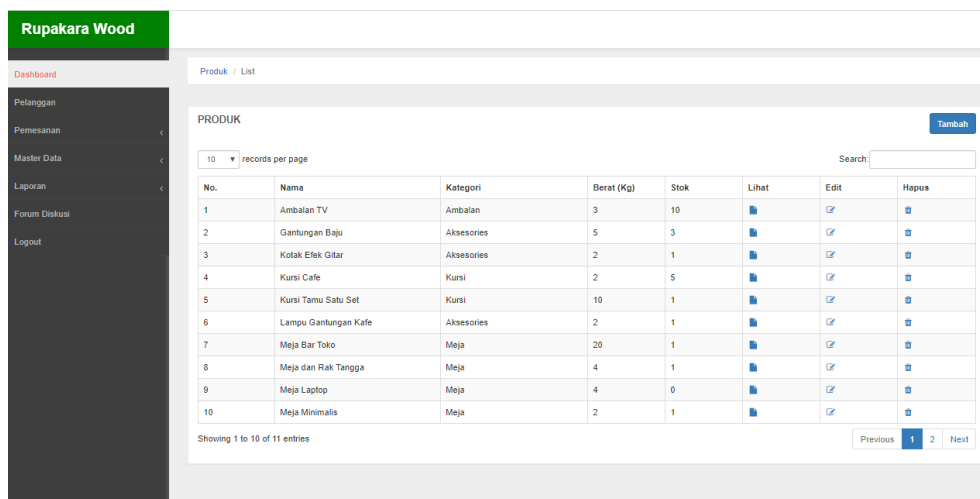 Rupakara Wood
Dashboard
Pelanggan
Pemesanan
Master Data
Laporan
Forum Diskusi
Logout
Produk / List
PRODUK
Tambah
10 records per page
Search:
No. Nama Kategori Berat (Kg) Stok Lihat Edit Hapus
1 Ambalan TV Ambalan 3 10
2 Gantungan Baju Aksesories 5 3
3 Kotak Efek Gitar Aksesories 2 1
4 Kursi Cafe Kursi 2 5
5 Kursi Tamu Satu Set Kursi 10 1
6 Lampu Gantungan Kafe Aksesories 2 1
7 Meja Bar Toko Meja 20 1
8 Meja dan Rak Tangga Meja 4 1
9 Meja Laptop Meja 4 0
10 Meja Minimalis Meja 2 1
Showing 1 to 10 of 11 entries
Previous 1 2 Next